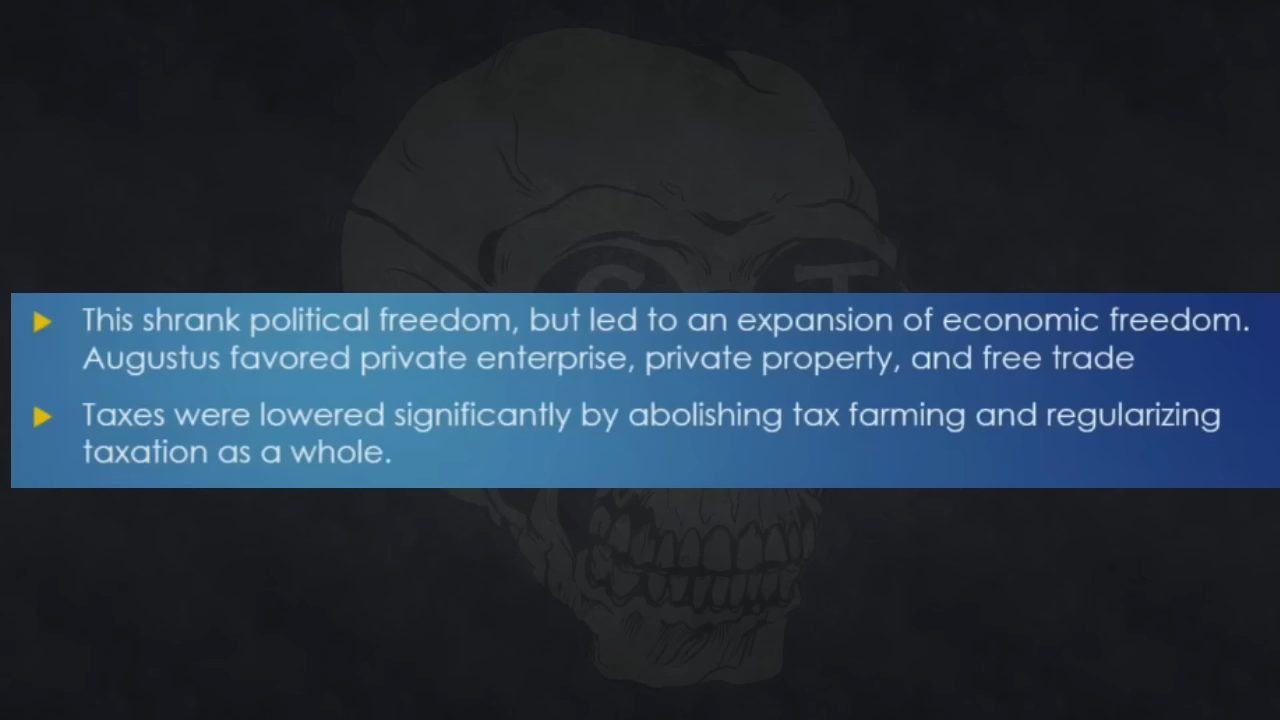 C T
This shrank political freedom, but led to an expansion of economic freedom.
Augustus favored private enterprise, private property, and free trade
Taxes were lowered significantly by abolishing tax farming and regularizing
taxation as a whole.